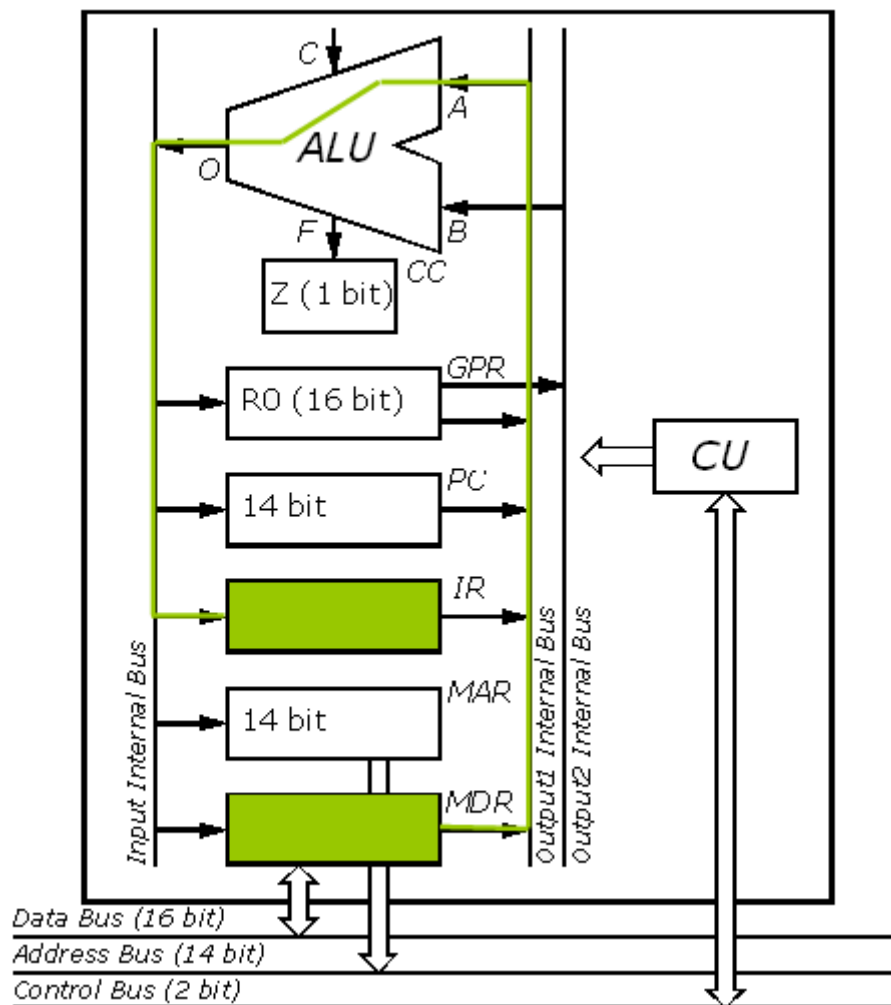 C
A
ALU
O
B
F
CC
Z (1 bit)
GPR
R0 (16 bit)
CU
PC
14 bit
IR
MAR
14 bit
MDR
Input Internal Bus
Output1 Internal Bus
Output2 Internal Bus
Data Bus (16 bit)
Address Bus (14 bit)
Control Bus (2 bit)